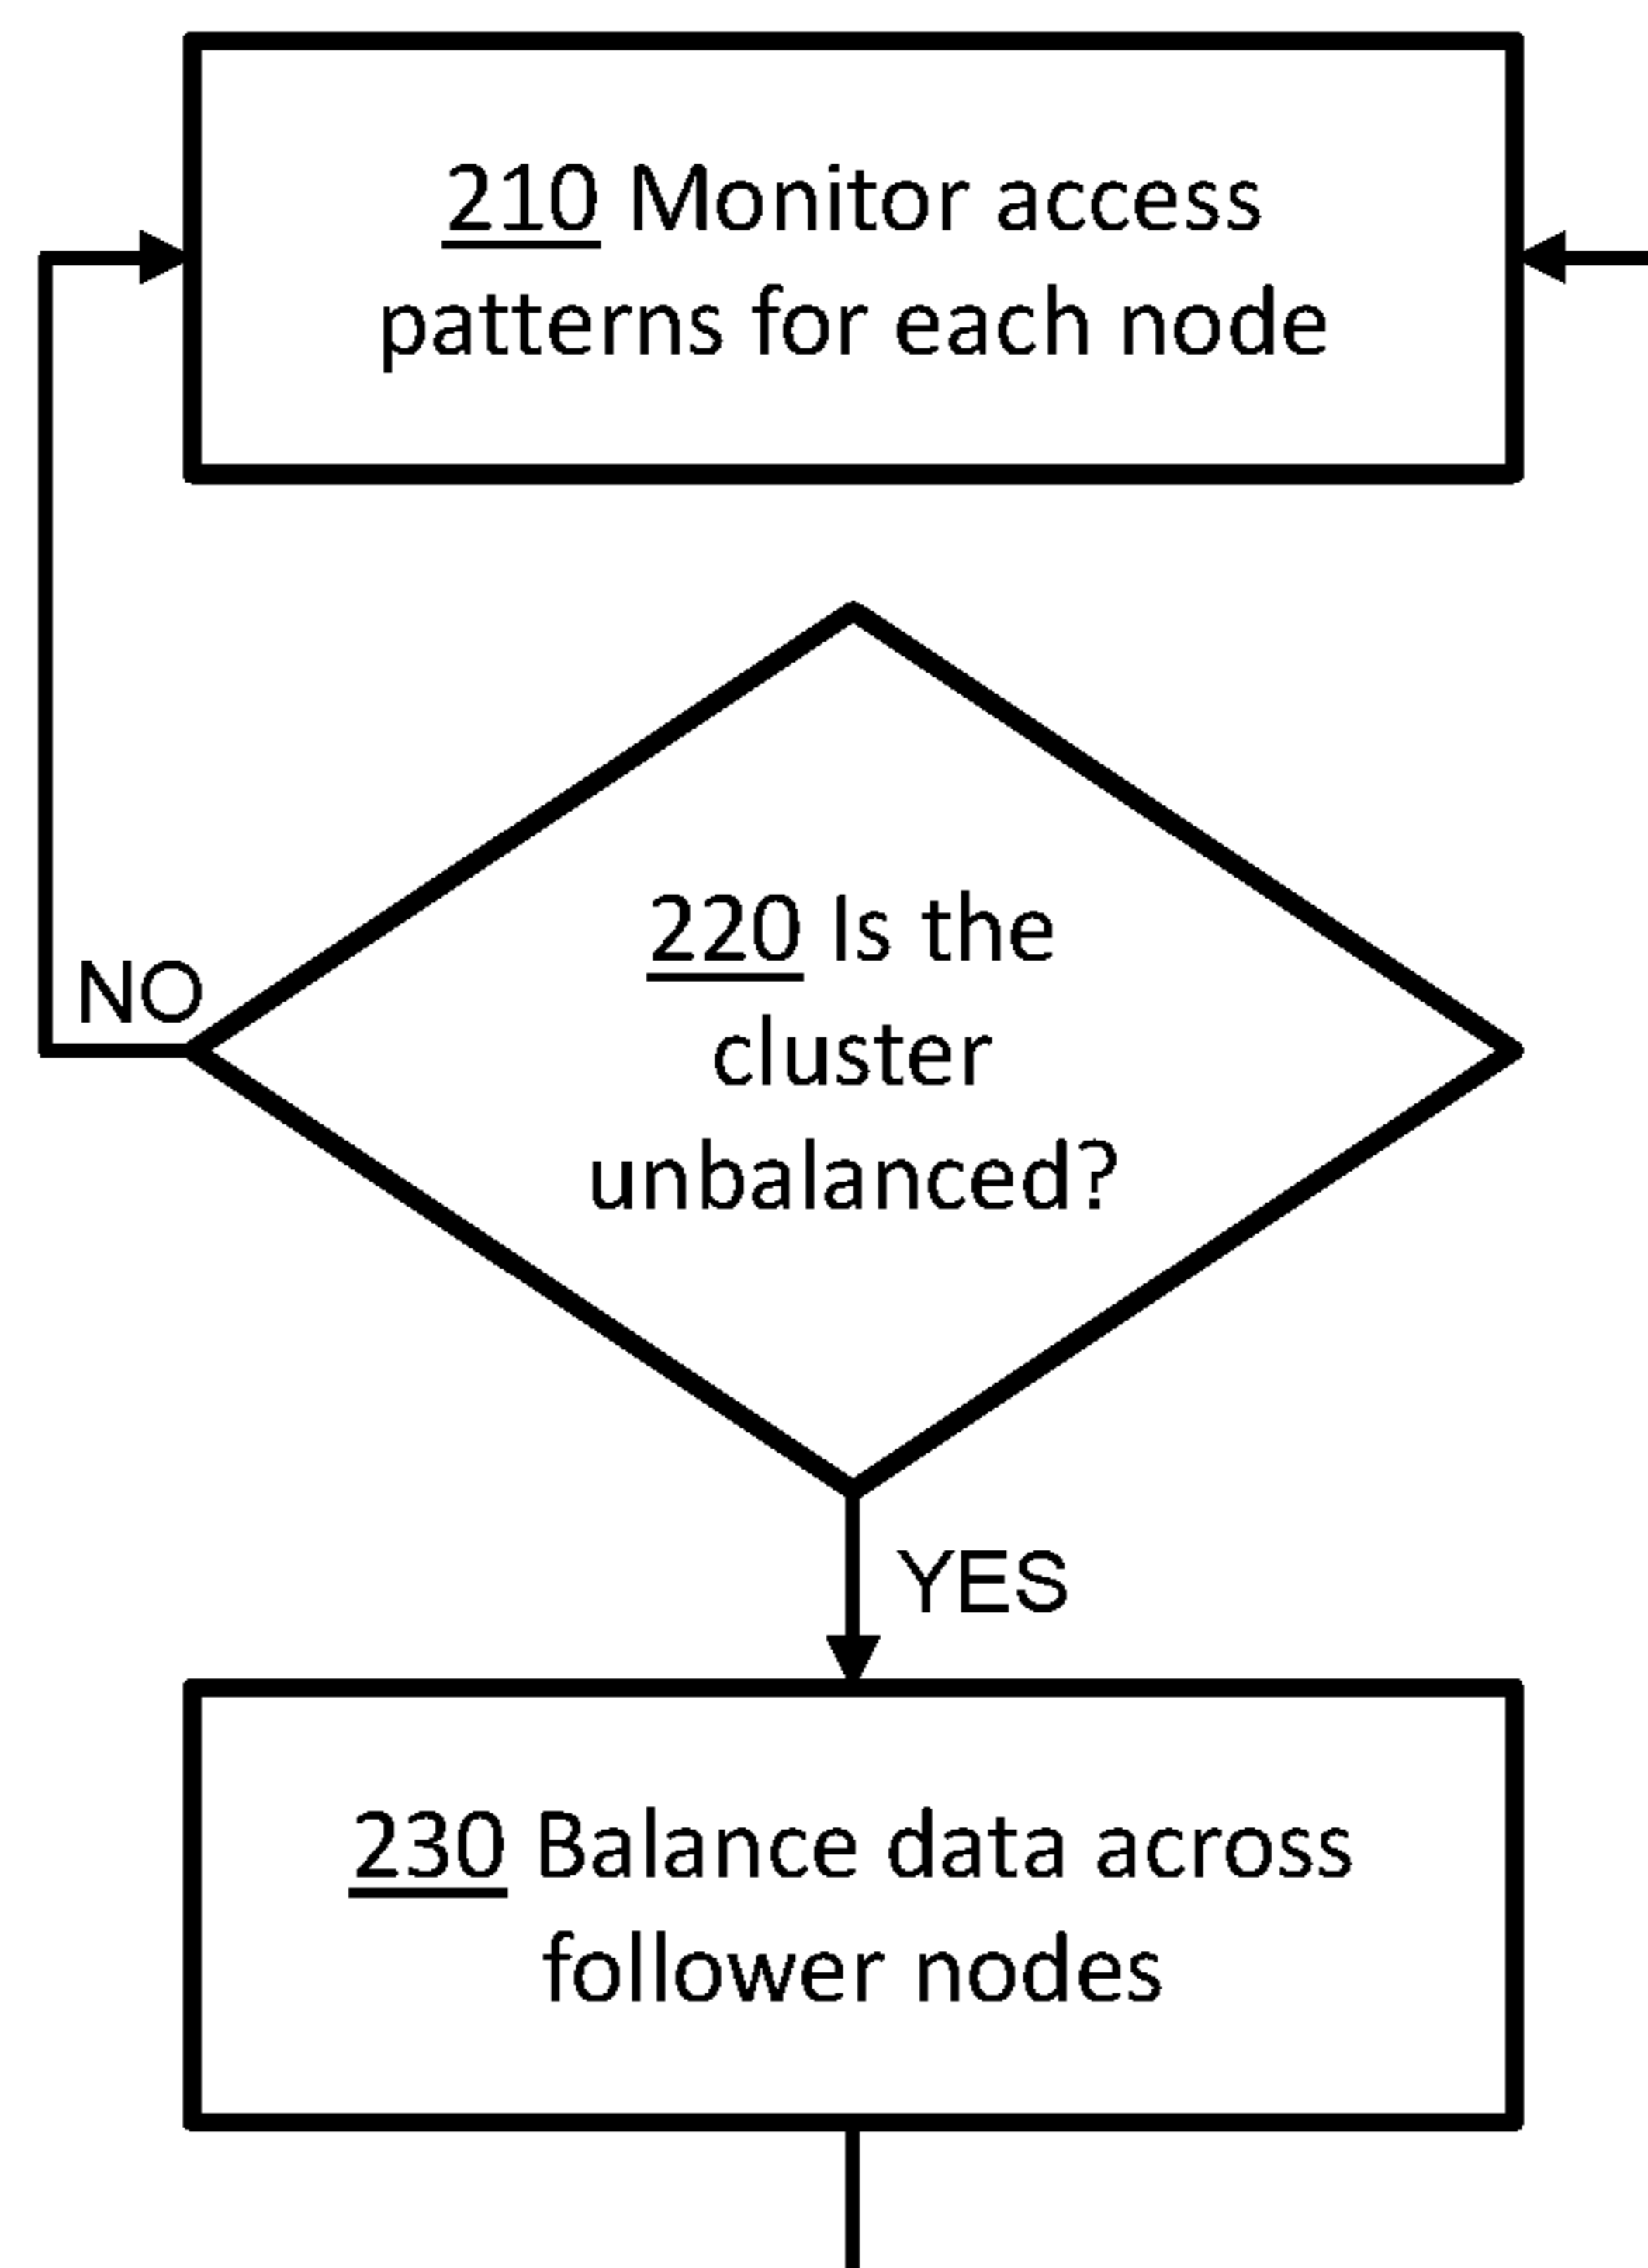 210 Monitor access
patterns for each node
220 Is the
cluster
unbalanced?
NO
YES
230 Balance data across
follower nodes